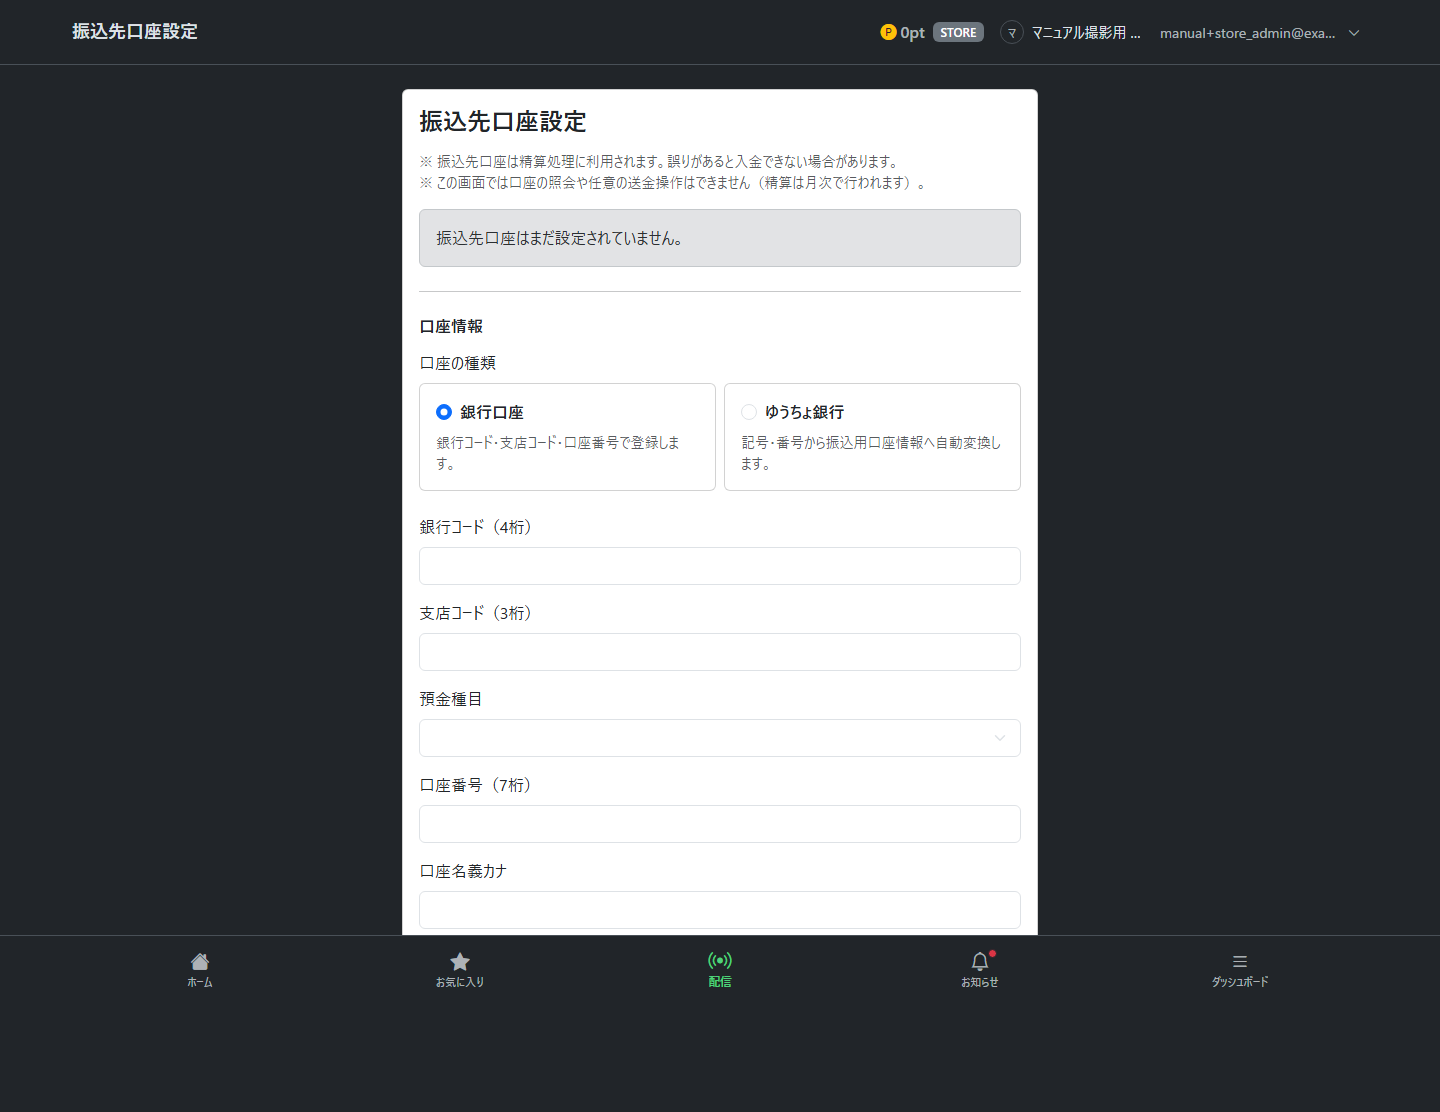 振込先口座設定
P 0pt STORE マ マニュアル撮影用 ... manual+store_admin@exa...
振込先口座設定
※ 振込先口座は精算処理に利用されます。誤りがあると入金できない場合があります。
※ この画面では口座の照会や任意の送金操作はできません（精算は月次で行われます）。
振込先口座はまだ設定されていません。
口座情報
口座の種類
銀行口座
銀行コード・支店コード・口座番号で登録しま
す。
ゆうちょ銀行
記号・番号から振込用口座情報へ自動変換し
ます。
銀行コード（4桁）
支店コード（3桁）
預金種目
口座番号（7桁）
口座名義カナ
ホーム お気に入り 配信 お知らせ ダッシュボード